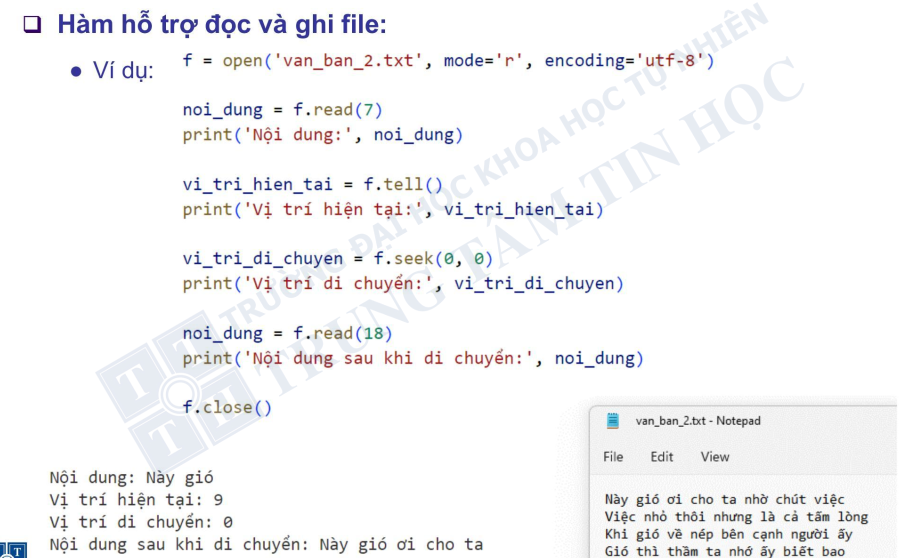 ❑ Hàm hỗ trợ đọc và ghi file:
• Ví dụ:
f = open('van_ban_2.txt', mode='r', encoding='utf-8')
noi_dung = f.read(7)
print('Nội dung:', noi_dung)
vi_tri_hien_tai = f.tell()
print('Vị trí hiện tại:', vi_tri_hien_tai)
vi_tri_di_chuyen = f.seek(0, 0)
print('Vị trí di chuyển:', vi_tri_di_chuyen)
noi_dung = f.read(18)
print('Nội dung sau khi di chuyển:', noi_dung)
f.close()
TRƯỜNG ĐẠI HỌC KHOA HỌC TỰ NHIÊN
TRUNG TÂM TIN HỌC
Nội dung: Này gió
Vị trí hiện tại: 9
Vị trí di chuyển: 0
Nội dung sau khi di chuyển: Này gió ơi cho ta
van_ban_2.txt - Notepad
File Edit View
Này gió ơi cho ta nhờ chút việc
Việc nhỏ thôi nhưng là cả tấm lòng
Khi gió về nép bên cạnh người ấy
Gió thì thầm ta nhớ ấy biết bao